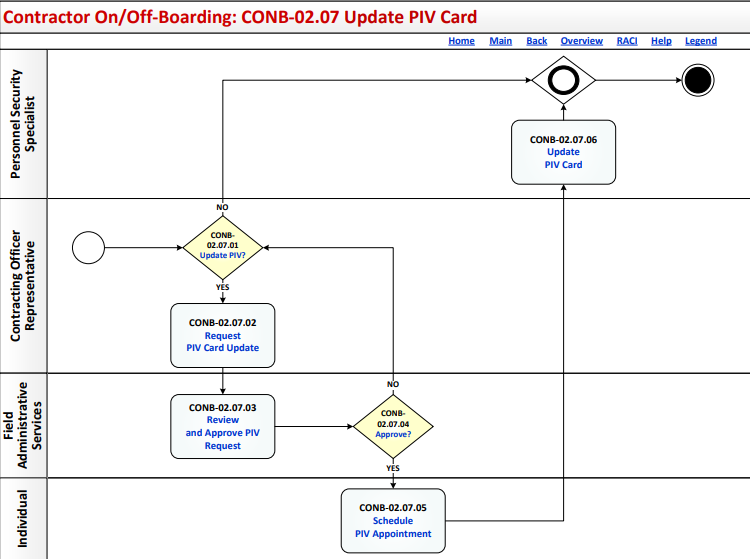 Contractor On/Off-Boarding: CONB-02.07 Update PIV Card
Home Main Back Overview RACI Help Legend
Personnel Security
Specialist
CONB-02.07.06
Update
PIV Card
Contracting Officer
Representative
NO
CONB-
02.07.01
Update PIV?
YES
CONB-02.07.02
Request
PIV Card Update
Field
Administrative
Services
CONB-02.07.03
Review
and Approve PIV
Request
NO
CONB-
02.07.04
Approve?
YES
Individual
CONB-02.07.05
Schedule
PIV Appointment